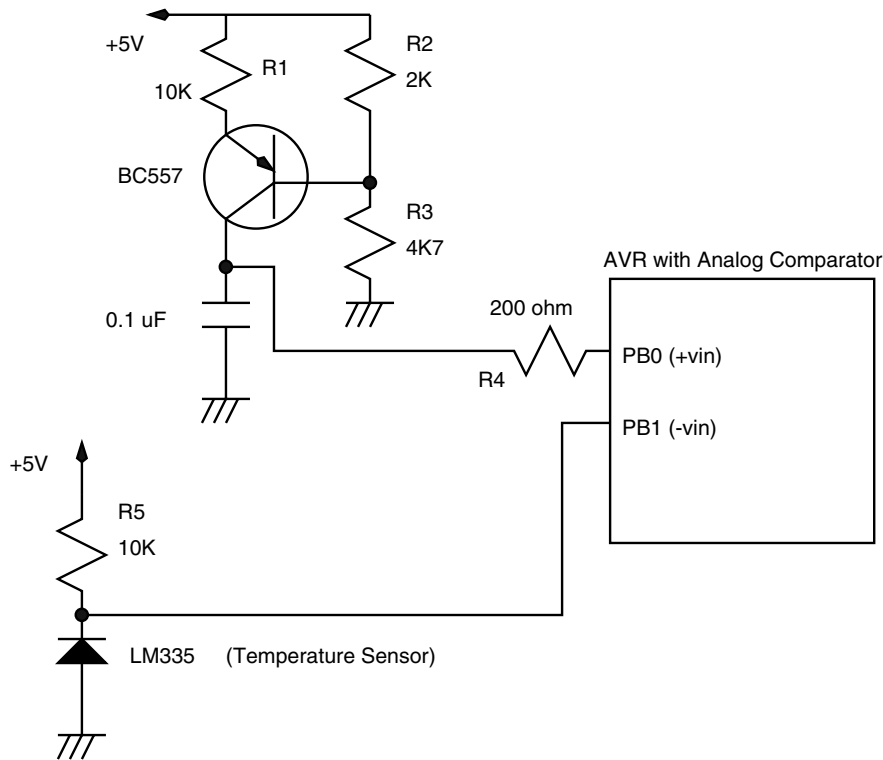 +5V
R1
10K
R2
2K
BC557
R3
4K7
0.1 uF
AVR with Analog Comparator
200 ohm
R4
PB0 (+vin)
PB1 (-vin)
+5V
R5
10K
LM335 (Temperature Sensor)